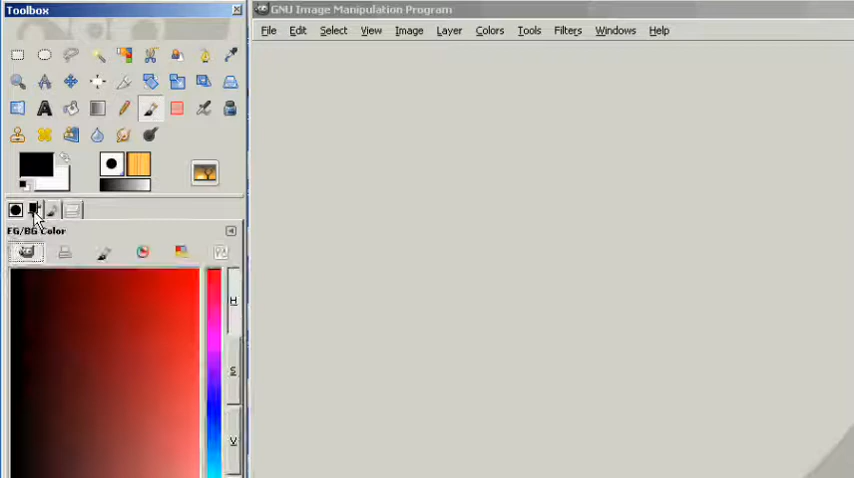 Toolbox
GNU Image Manipulation Program
File Edit Select View Image Layer Colors Tools Filters Windows Help
FG/BG Color
H
S
V